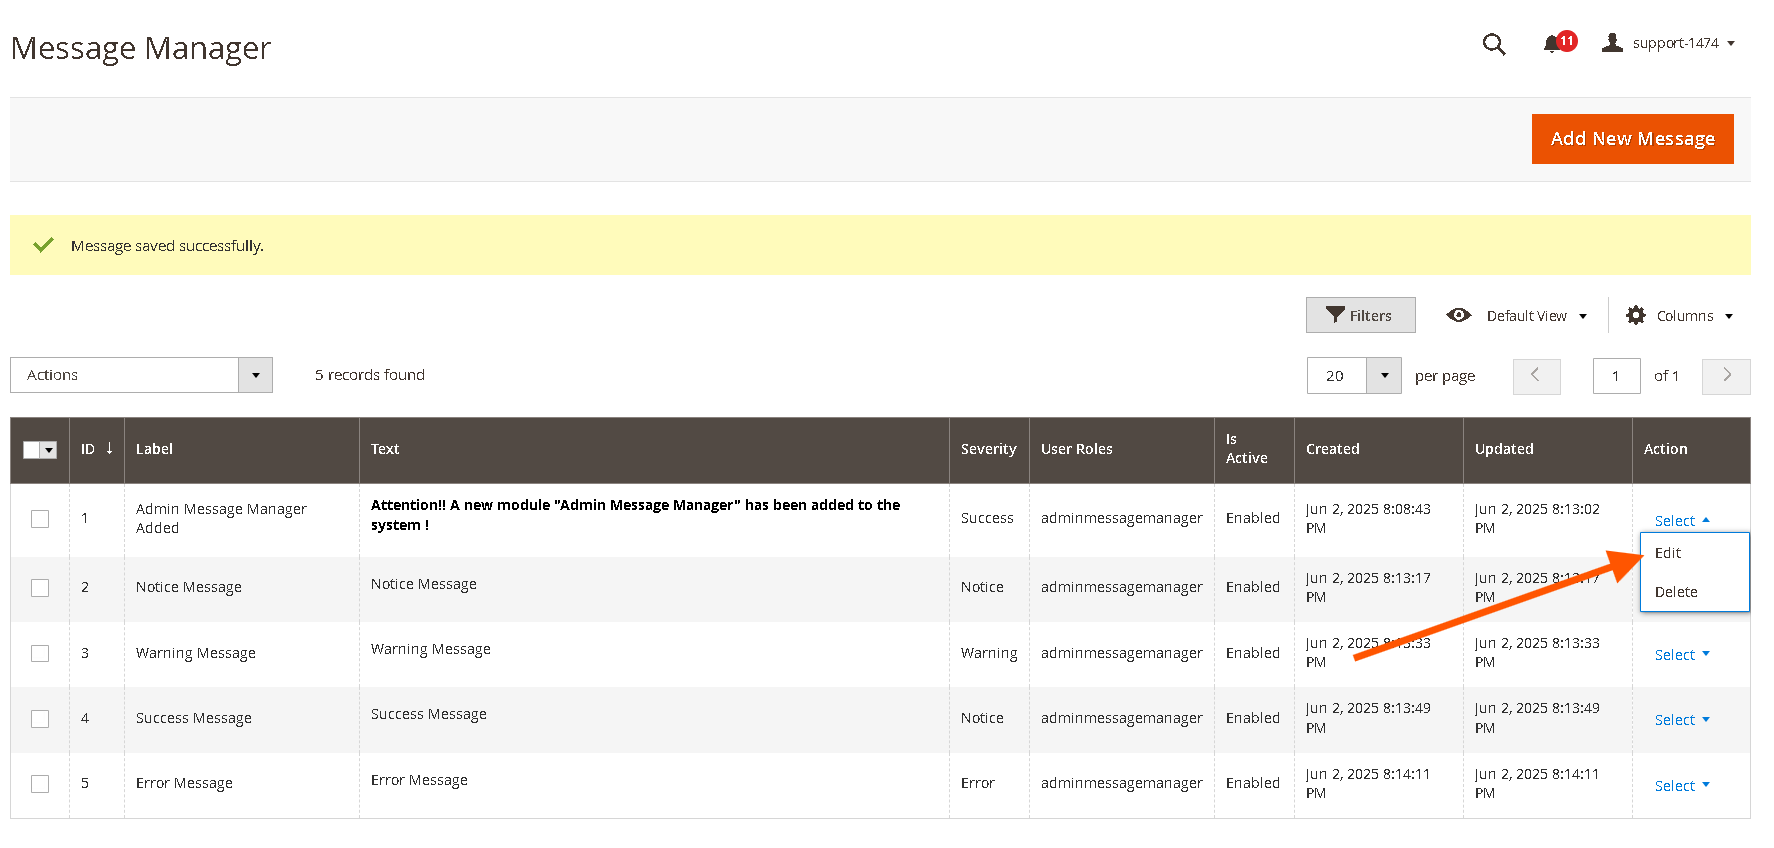 Message Manager
11
support-1474
Add New Message
Message saved successfully.
Filters
Default View
Columns
Actions
5 records found
20
per page
1
of 1
ID ↓ Label Text Severity User Roles Is Active Created Updated Action
1
Admin Message Manager
Added
Attention!! A new module "Admin Message Manager" has been added to the
system !
Success
adminmessagemanager
Enabled
Jun 2, 2025 8:08:43
PM
Jun 2, 2025 8:13:02
PM
Select
Edit
Delete
2
Notice Message
Notice Message
Notice
adminmessagemanager
Enabled
Jun 2, 2025 8:13:17
PM
Jun 2, 2025 8:13:17
PM
3
Warning Message
Warning Message
Warning
adminmessagemanager
Enabled
Jun 2, 2025 8:13:33
PM
Jun 2, 2025 8:13:33
PM
Select
4
Success Message
Success Message
Notice
adminmessagemanager
Enabled
Jun 2, 2025 8:13:49
PM
Jun 2, 2025 8:13:49
PM
Select
5
Error Message
Error Message
Error
adminmessagemanager
Enabled
Jun 2, 2025 8:14:11
PM
Jun 2, 2025 8:14:11
PM
Select